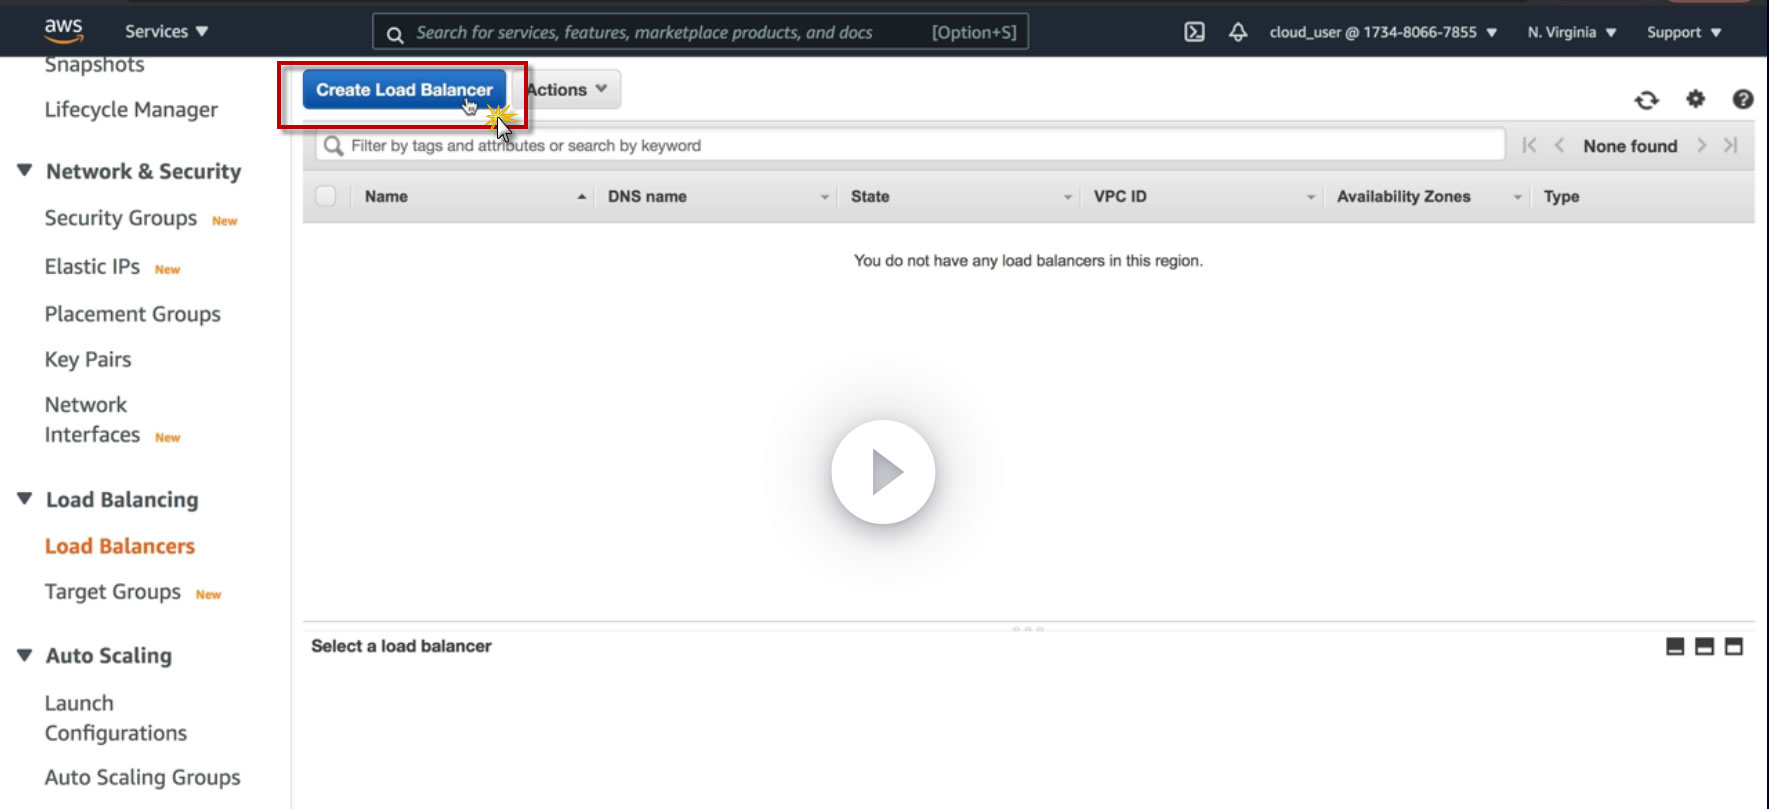 aws
Services
Search for services, features, marketplace products, and docs
[Option+S]
cloud_user @ 1734-8066-7855
N. Virginia
Support
Snapshots
Lifecycle Manager
Network & Security
Security Groups New
Elastic IPs New
Placement Groups
Key Pairs
Network
Interfaces New
Load Balancing
Load Balancers
Target Groups New
Auto Scaling
Launch
Configurations
Auto Scaling Groups
Create Load Balancer
Actions
Filter by tags and attributes or search by keyword
None found
Name
DNS name
State
VPC ID
Availability Zones
Type
You do not have any load balancers in this region.
Select a load balancer